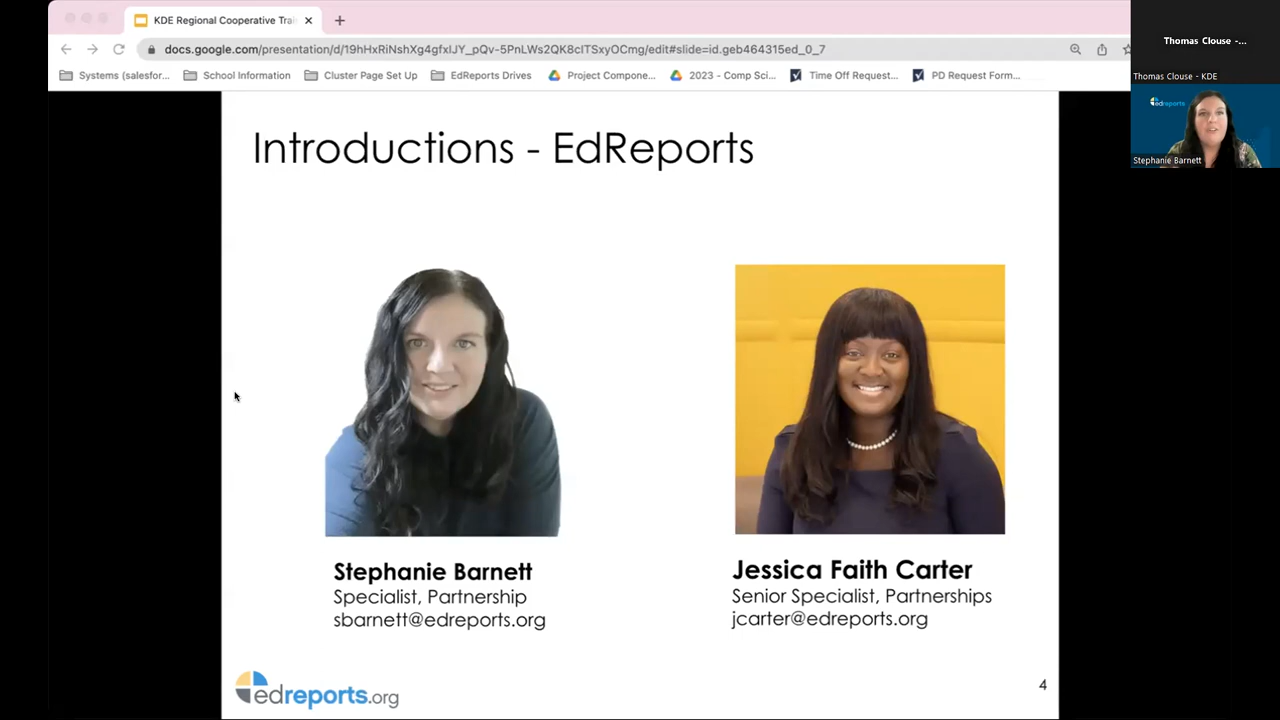 KDE Regional Cooperative Trai
docs.google.com/presentation/d/19hHxRiNshXg4gfxIJY_pQv-5PnLWs2QK8cITSxyOCmg/edit#slide=id.geb464315ed_0_7
Systems (salesfor...
School Information
Cluster Page Set Up
EdReports Drives
Project Compone...
2023 - Comp Sci...
Time Off Request...
PD Request Form...
Thomas Clouse -...
Thomas Clouse - KDE
edreports
Stephanie Barnett
Introductions - EdReports
Stephanie Barnett
Specialist, Partnership
sbarnett@edreports.org
Jessica Faith Carter
Senior Specialist, Partnerships
jcarter@edreports.org
edreports.org
4